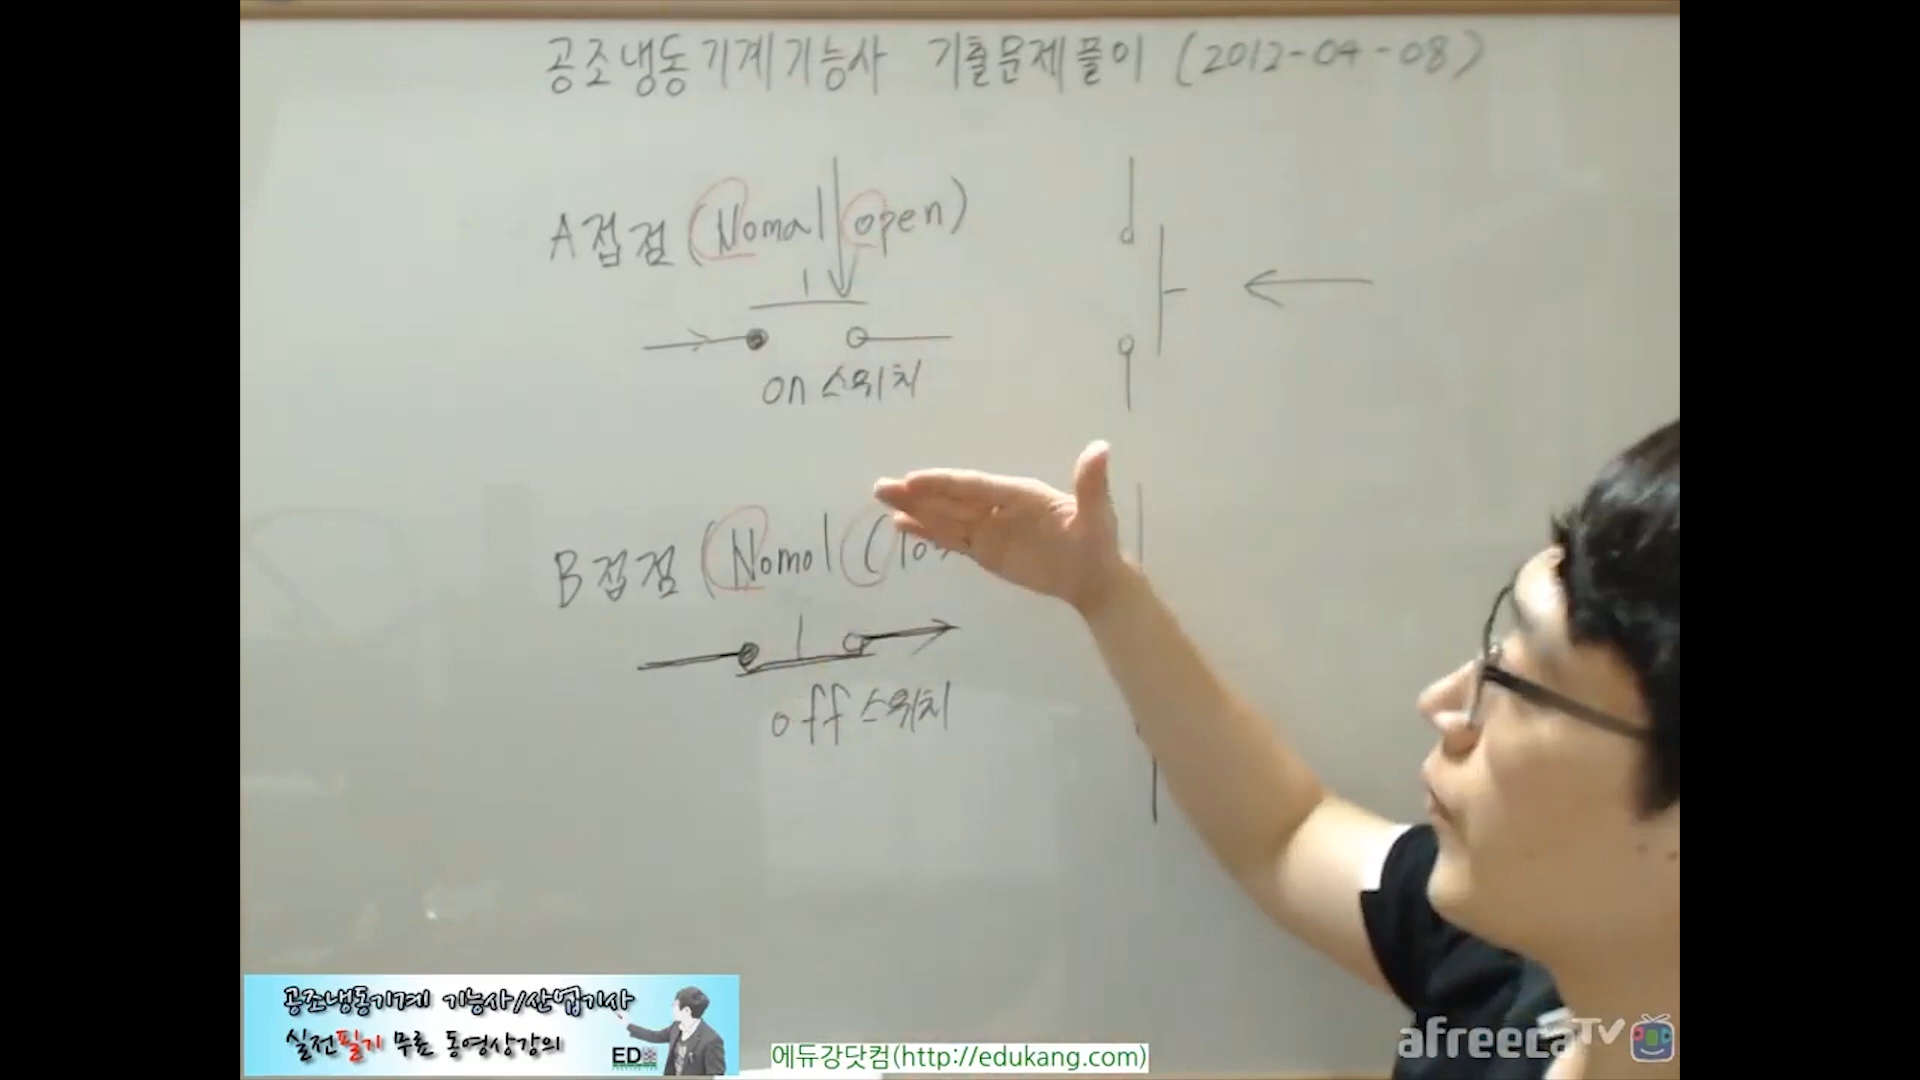 공조냉동기계기능사 기출문제풀이 (2012-04-08)
A접점 (Nomal open)
on 스위치
B접점 (Nomal Clo
off 스위치
공조냉동기계 기능사/산업기사
실전필기 무료 동영상강의
에듀강닷컴(http://edukang.com)
afreecaTV